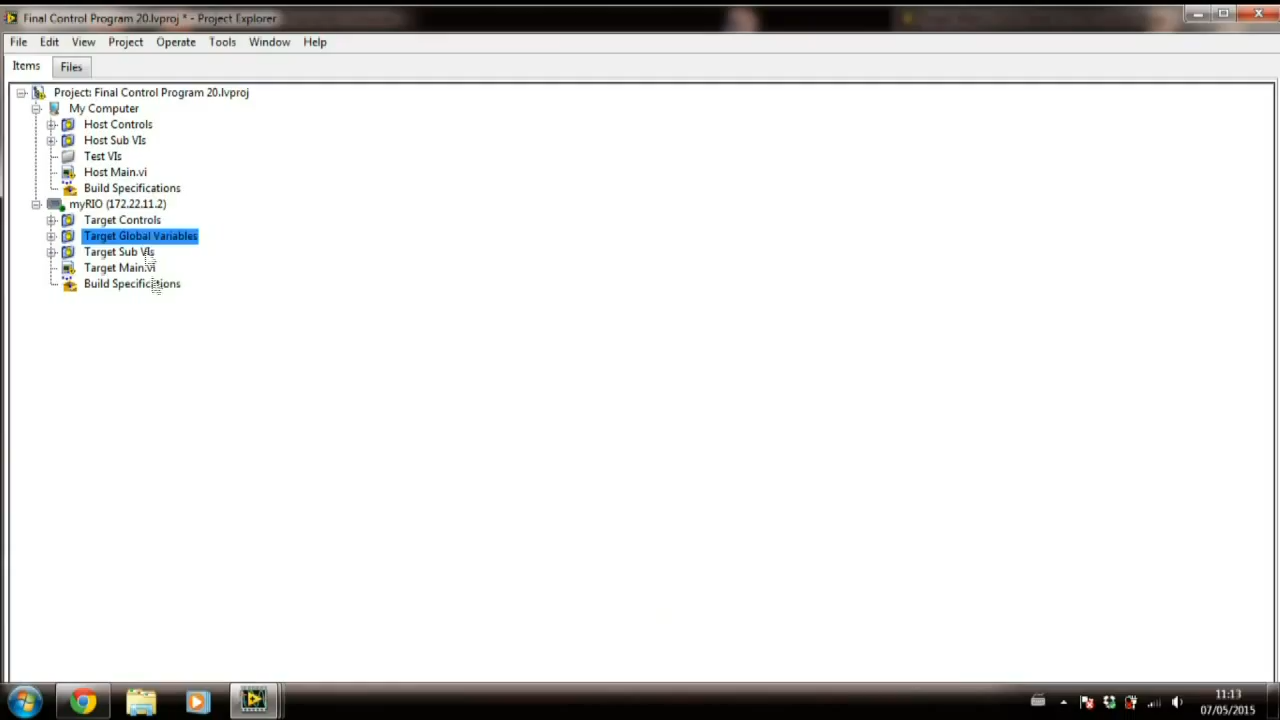 Final Control Program 20.lvproj * - Project Explorer
File Edit View Project Operate Tools Window Help
Items Files
Project: Final Control Program 20.lvproj
My Computer
Host Controls
Host Sub VIs
Test VIs
Host Main.vi
Build Specifications
myRIO (172.22.11.2)
Target Controls
Target Global Variables
Target Sub VIs
Target Main.vi
Build Specifications
11:13
07/05/2015